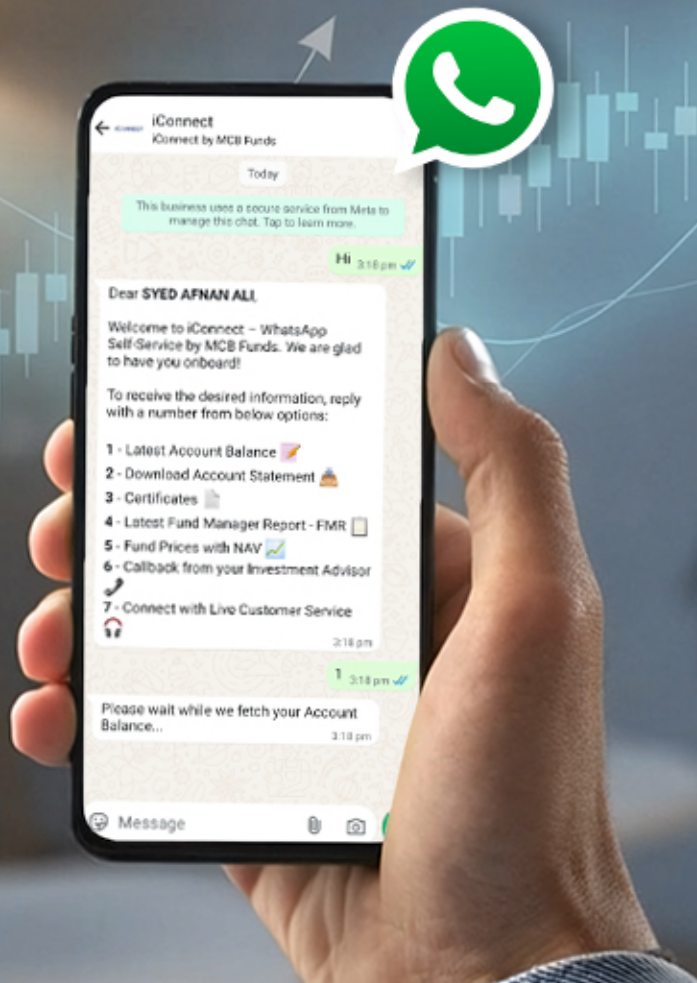 iConnect
iConnect by MCB Funds
Today
This business uses a secure service from Meta to
manage this chat. Tap to learn more.
Hi 3:18 pm
Dear SYED AFNAN ALI,
Welcome to iConnect – WhatsApp
Self-Service by MCB Funds. We are glad
to have you onboard!
To receive the desired information, reply
with a number from below options:
1 - Latest Account Balance
2 - Download Account Statement
3 - Certificates
4 - Latest Fund Manager Report - FMR
5 - Fund Prices with NAV
6 - Callback from your Investment Advisor
7 - Connect with Live Customer Service
3:18 pm
1 3:18 pm
Please wait while we fetch your Account
Balance...
3:18 pm
Message